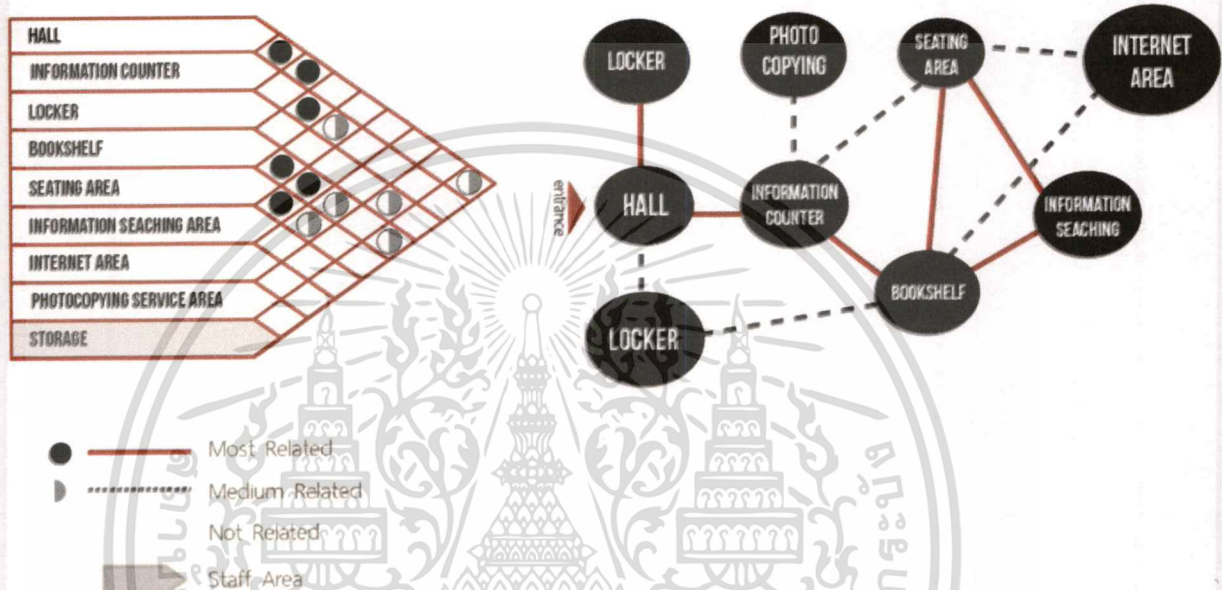 HALL
INFORMATION COUNTER
LOCKER
BOOKSHELF
SEATING AREA
INFORMATION SEACHING AREA
INTERNET AREA
PHOTOCOPYING SERVICE AREA
STORAGE
LOCKER
PHOTO
COPYING
SEATING
AREA
INTERNET
AREA
entrance
HALL
INFORMATION
COUNTER
INFORMATION
SEACHING
BOOKSHELF
LOCKER
Most Related
Medium Related
Not Related
Staff Area